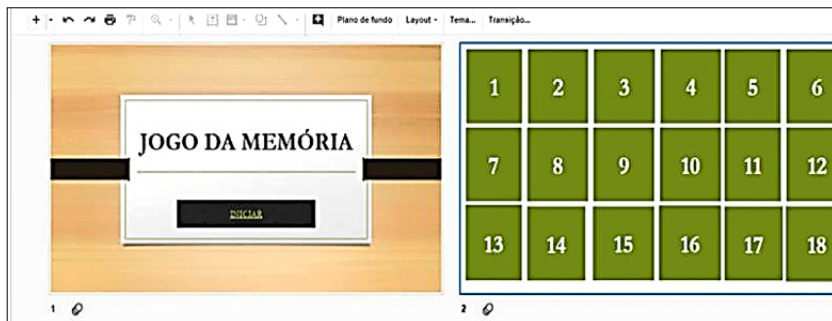 Plano de fundo Layout Tema... Transição...
JOGO DA MEMÓRIA
INICIAR
1 2 3 4 5 6
7 8 9 10 11 12
13 14 15 16 17 18
1 2